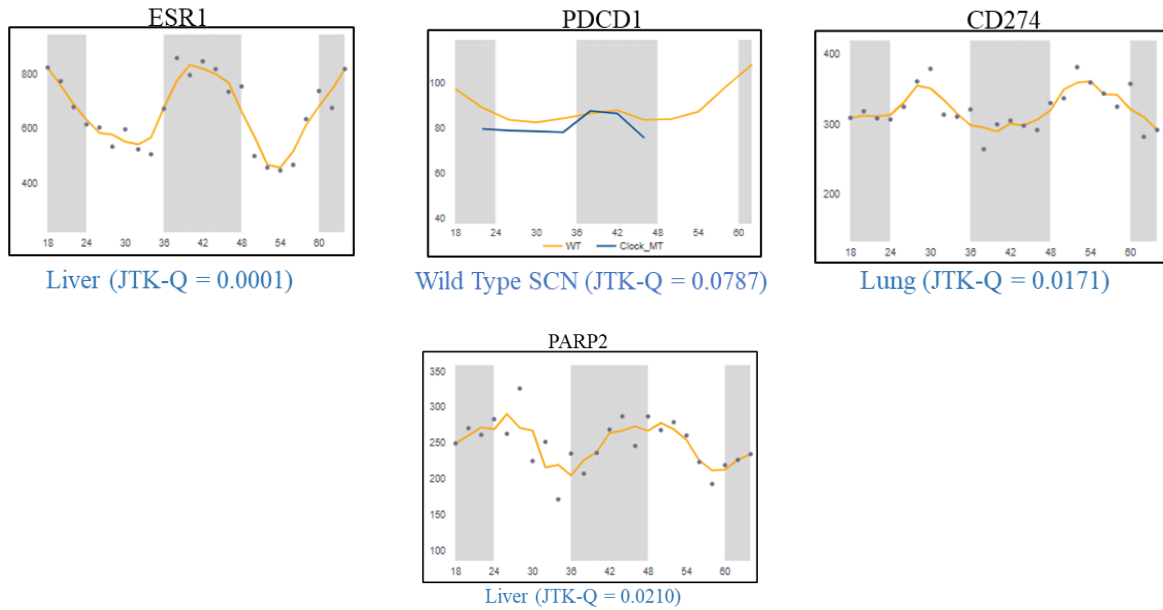 ESR1
800
600
400
18 24 30 36 42 48 54 60
Liver (JTK-Q = 0.0001)
PDCD1
100
80
60
40
18 24 30 36 42 48 54 60
WT Clock_MT
Wild Type SCN (JTK-Q = 0.0787)
CD274
400
300
200
18 24 30 36 42 48 54 60
Lung (JTK-Q = 0.0171)
PARP2
350
300
250
200
150
100
18 24 30 36 42 48 54 60
Liver (JTK-Q = 0.0210)